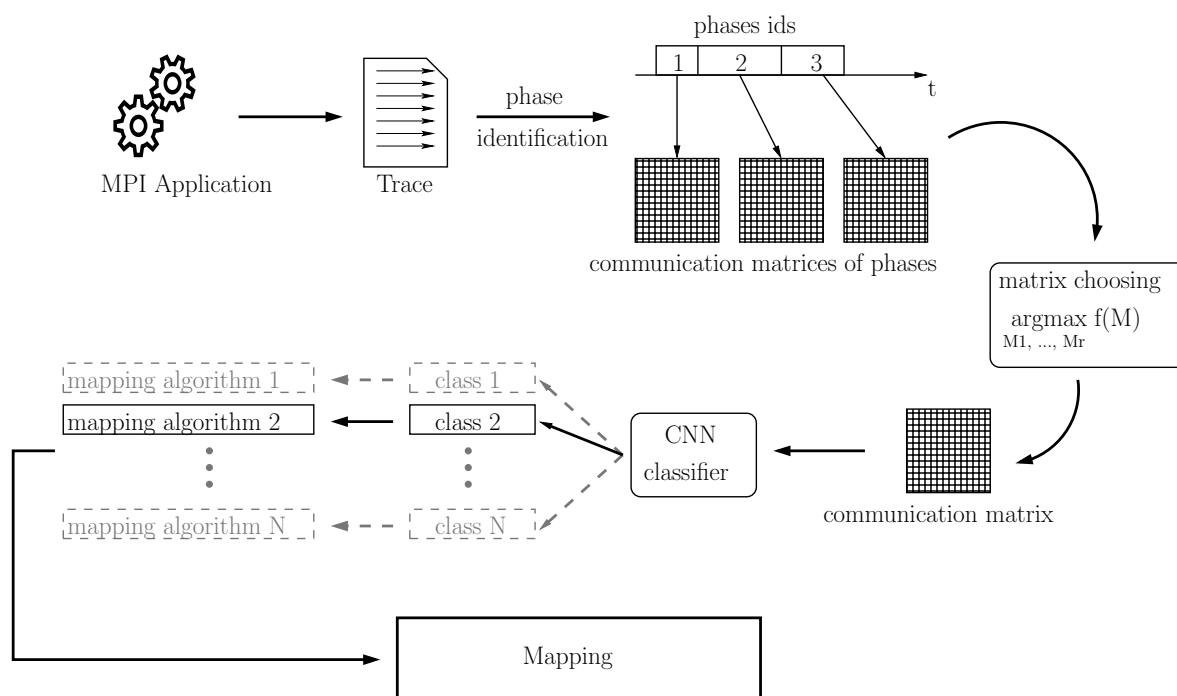 phases ids
1 2 3
t
phase
identification
MPI Application
Trace
communication matrices of phases
matrix choosing
argmax f(M)
M1, ..., Mr
mapping algorithm 1
class 1
mapping algorithm 2
class 2
CNN
classifier
mapping algorithm N
class N
communication matrix
Mapping